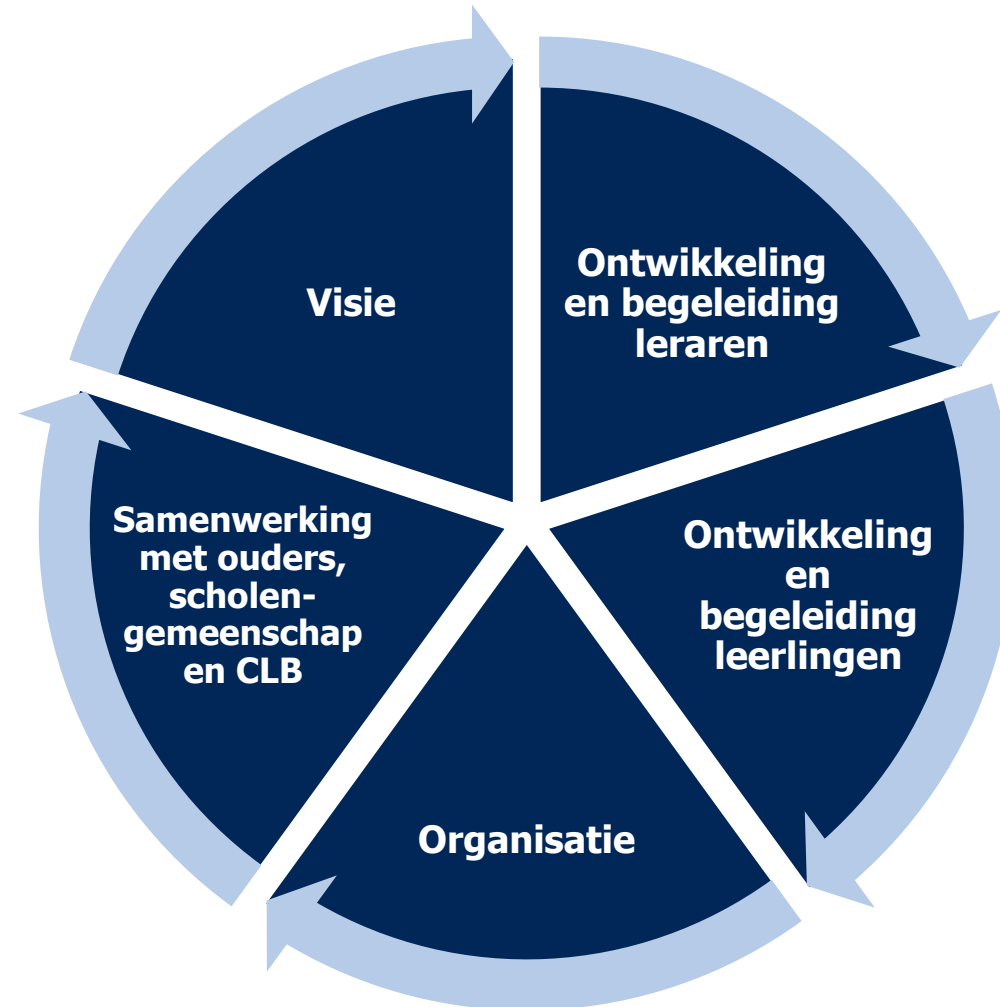 Visie
Ontwikkeling
en begeleiding
leraren
Ontwikkeling
en
begeleiding
leerlingen
Organisatie
Samenwerking
met ouders,
scholen-
gemeenschap
en CLB